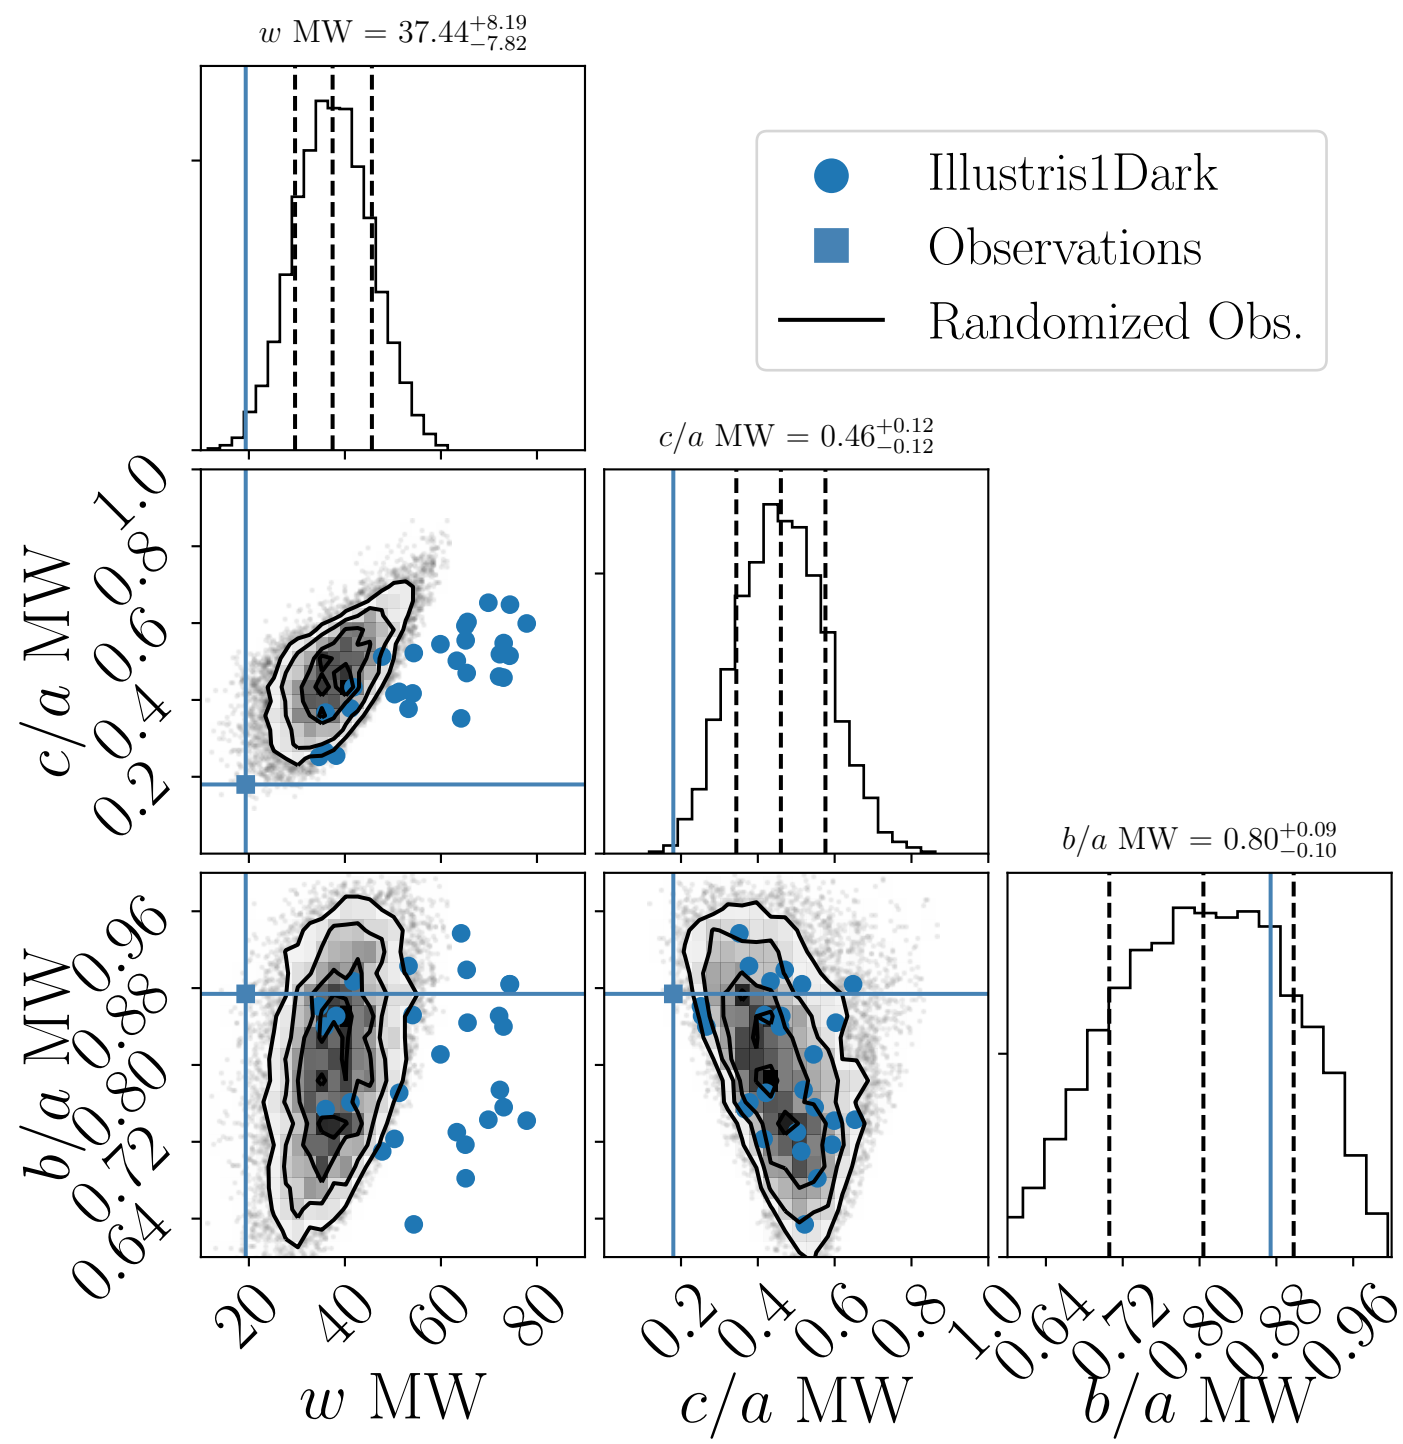 w MW = 37.44^{+8.19}_{-7.82}
Illustris1Dark
Observations
Randomized Obs.
c/a MW = 0.46^{+0.12}_{-0.12}
c/a MW
1.0
0.8
0.6
0.4
0.2
b/a MW = 0.80^{+0.09}_{-0.10}
b/a MW
0.96
0.88
0.80
0.72
0.64
20 40 60 80
0.2 0.4 0.6 0.8 1.0
0.64 0.72 0.80 0.88 0.96
w MW
c/a MW
b/a MW